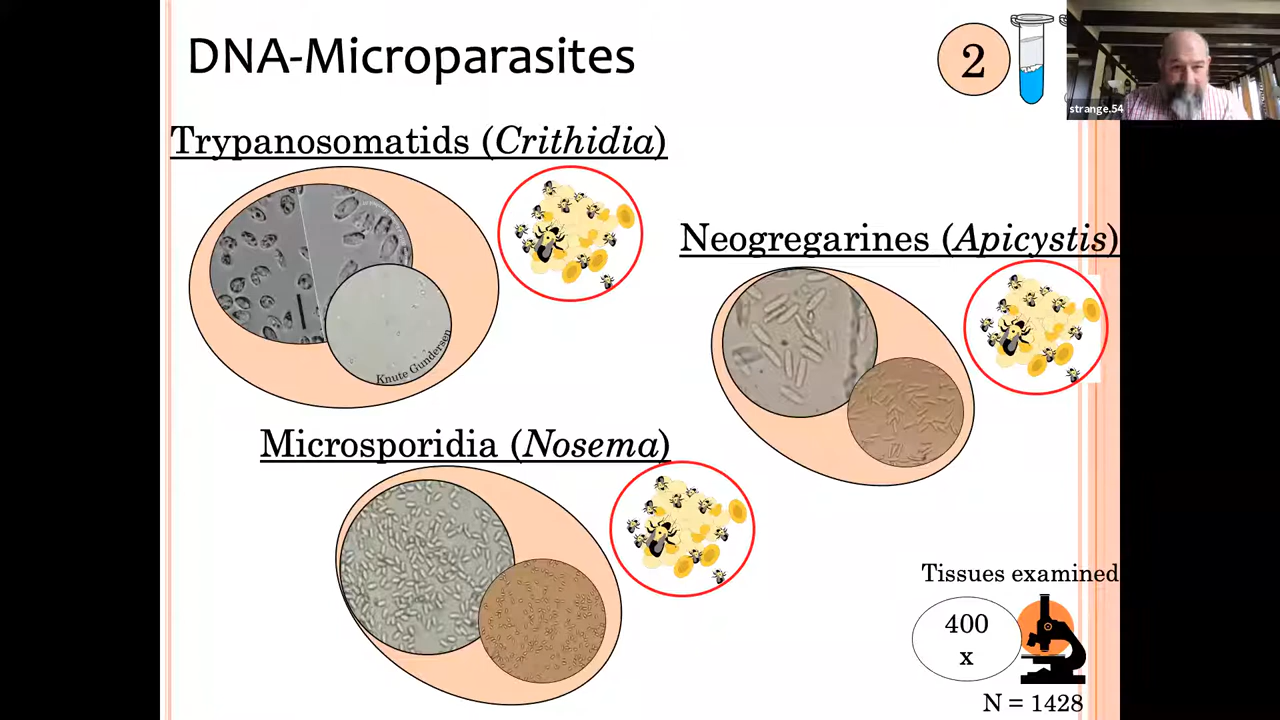 DNA-Microparasites
2
strange.54
Trypanosomatids (Crithidia)
Knute Gundersen
Neogregarines (Apicystis)
Microsporidia (Nosema)
Tissues examined
400
x
N = 1428